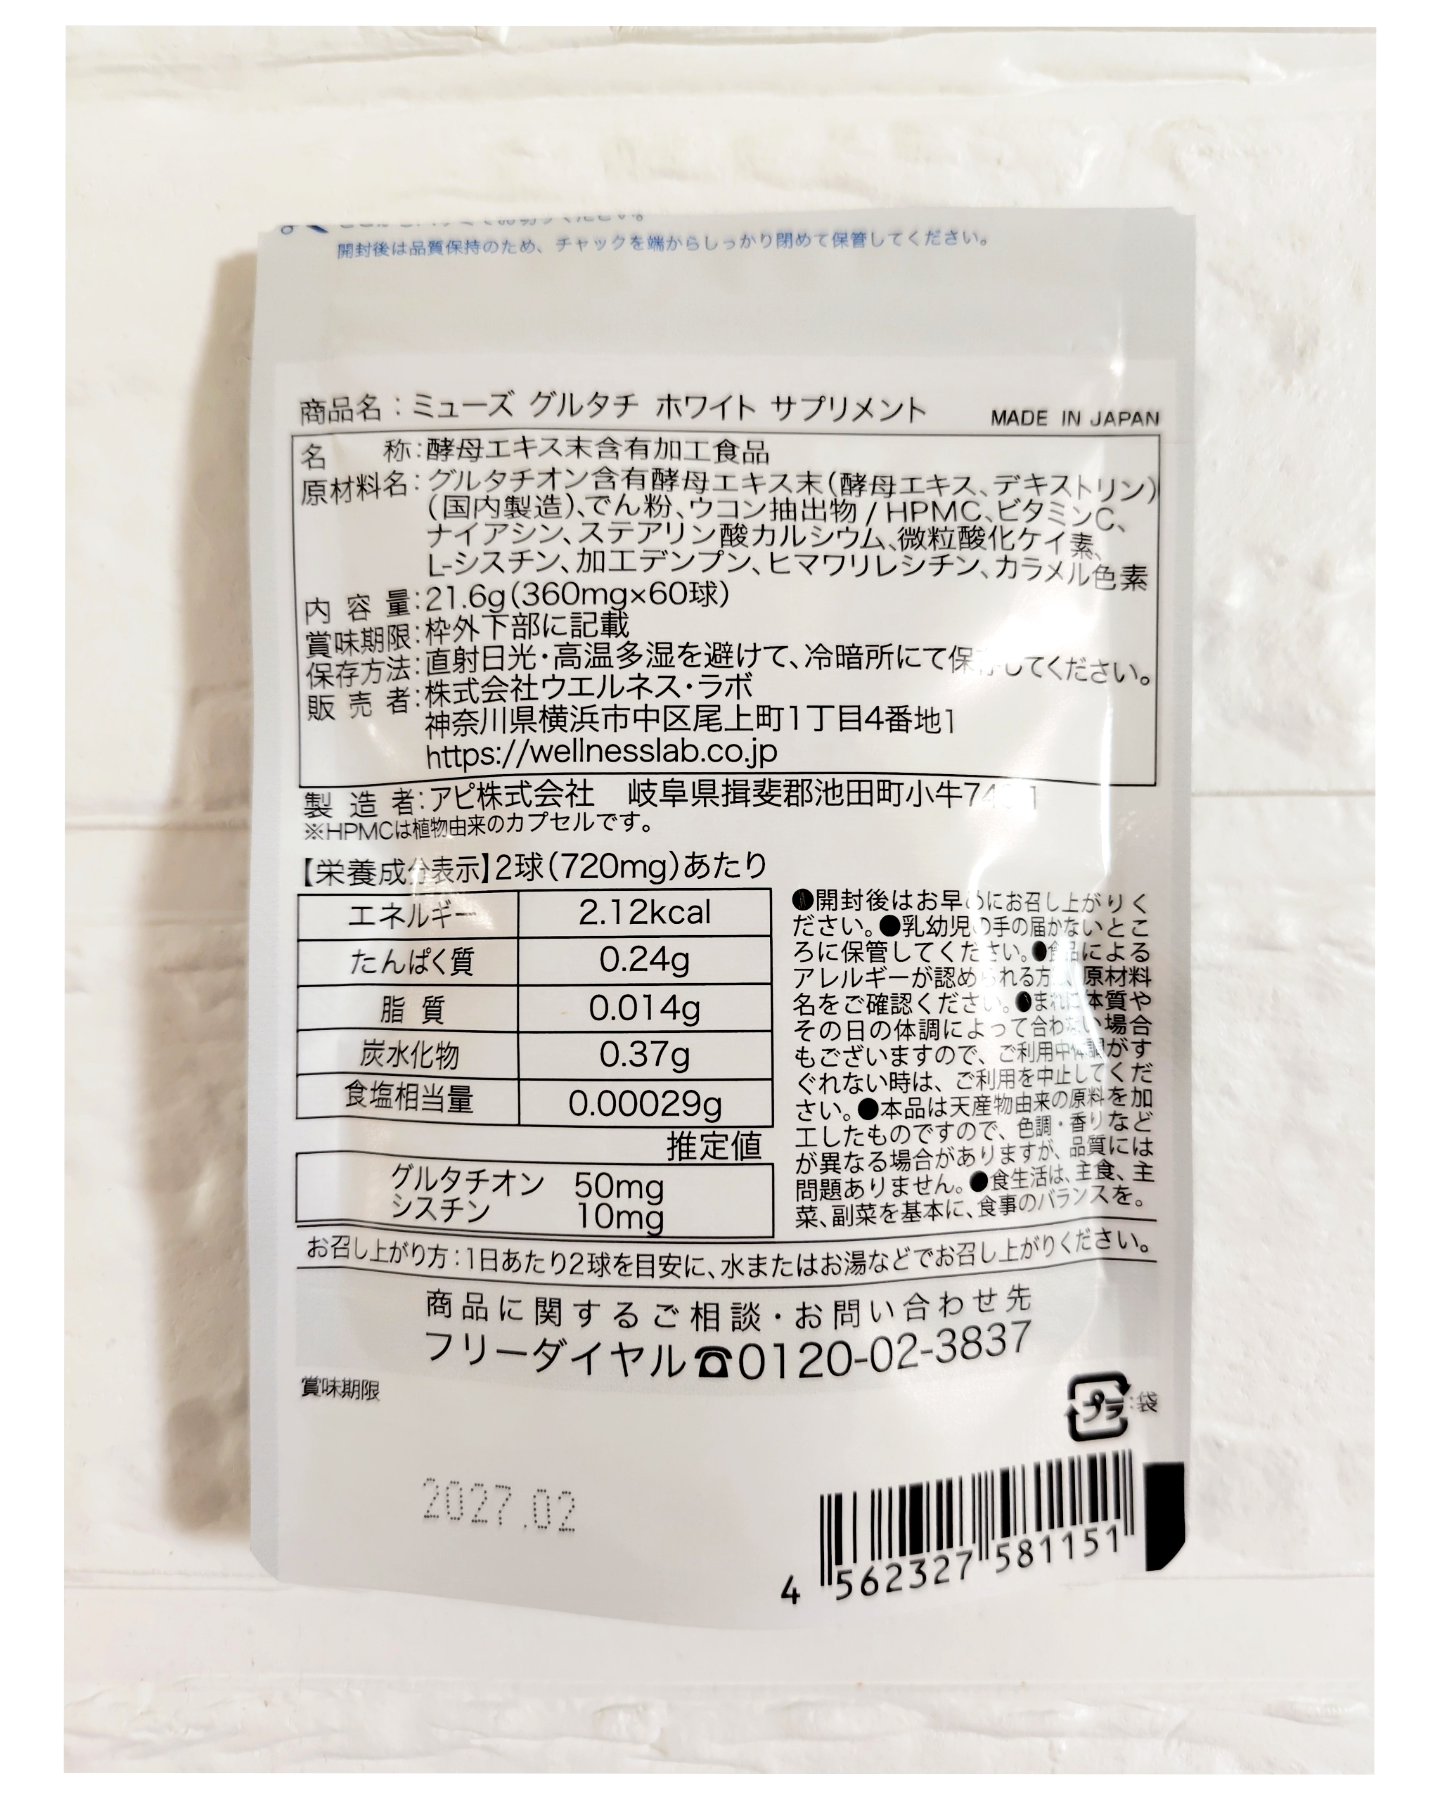 開封後は品質保持のため、チャックを端からしっかり閉めて保管してください。
商品名：ミューズ グルタチ ホワイト サプリメント
MADE IN JAPAN
名　　称：酵母エキス末含有加工食品
原材料名：グルタチオン含有酵母エキス末（酵母エキス、デキストリン）
（国内製造）、でん粉、ウコン抽出物 / HPMC、ビタミンC、
ナイアシン、ステアリン酸カルシウム、微粒酸化ケイ素、
L-シスチン、加工デンプン、ヒマワリレシチン、カラメル色素
内 容 量：21.6g（360mg×60球）
賞味期限：枠外下部に記載
保存方法：直射日光・高温多湿を避けて、冷暗所にて保存してください。
販 売 者：株式会社ウエルネス・ラボ
神奈川県横浜市中区尾上町1丁目4番地1
https://wellnesslab.co.jp
製 造 者：アピ株式会社　岐阜県揖斐郡池田町小牛
※HPMCは植物由来のカプセルです。
【栄養成分表示】2球（720mg）あたり
エネルギー 2.12kcal
たんぱく質 0.24g
脂 質 0.014g
炭水化物 0.37g
食塩相当量 0.00029g
推定値
グルタチオン 50mg
シスチン 10mg
●開封後はお早めにお召し上がりく
ださい。●乳幼児の手の届かないとこ
ろに保管してください。●食品による
アレルギーが認められる方は、原材料
名をご確認ください。●まれに体質や
その日の体調によって合わない場合
もございますので、ご利用中体調がす
ぐれない時は、ご利用を中止してくだ
さい。●本品は天産物由来の原料を加
工したものですので、色調・香りなど
が異なる場合がありますが、品質には
問題ありません。●食生活は、主食、主
菜、副菜を基本に、食事のバランスを。
お召し上がり方：1日あたり2球を目安に、水またはお湯などでお召し上がりください。
商品に関するご相談・お問い合わせ先
フリーダイヤル☎0120-02-3837
賞味期限
プラ：袋
2027.02
4 562327 581151